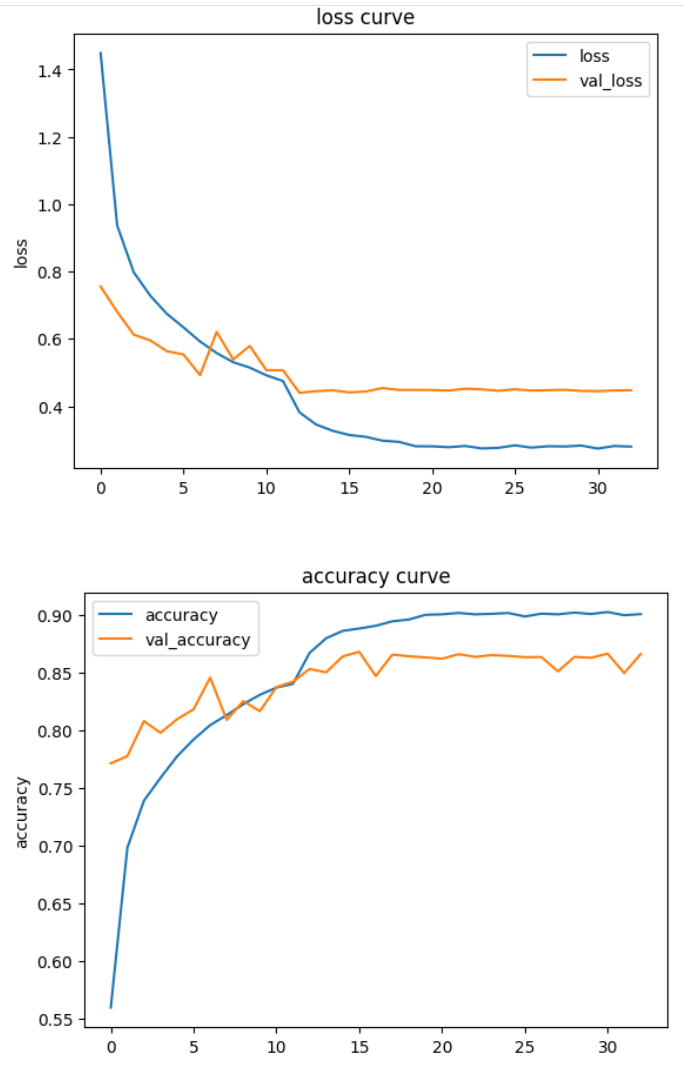 loss curve
loss
val_loss
1.4
1.2
1.0
0.8
0.6
0.4
loss
0 5 10 15 20 25 30
accuracy curve
accuracy
val_accuracy
0.90
0.85
0.80
0.75
0.70
0.65
0.60
0.55
accuracy
0 5 10 15 20 25 30